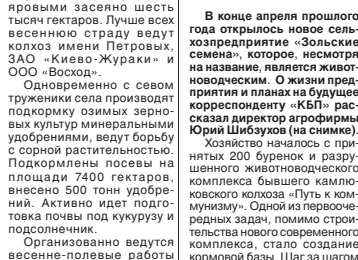 яровыми засеяно шесть
тысяч гектаров. Лучше всех
весеннюю страду ведут
колхоз имени Петровых,
ЗАО «Киево-Жураки» и
ООО «Восход».
Одновременно с севом
труженики села производят
подкормку озимых зерно-
вых культур минеральными
удобрениями, ведут борьбу
с сорной растительностью.
Подкормлены посевы на
площади 7400 гектаров,
внесено 500 тонн удобре-
ний. Активно идет подго-
товка почвы под кукурузу и
подсолнечник.
Организованно ведутся
весенне-полевые работы
В конце апреля прошлого
года открылось новое сель-
хозпредприятие «Зольские
семена», которое, несмотря
на название, является живот-
новодческим. О жизни пред-
приятия и планах на будущее
корреспонденту «КБП» рас-
сказал директор агрофирмы
Юрий Шибзухов (на снимке).
Хозяйство началось с при-
нятых 200 буренок и разру-
шенного животноводческого
комплекса бывшего камлю-
ковского колхоза «Путь к ком-
мунизму». Одной из первооче-
редных задач, помимо строи-
тельства нового современного
комплекса, стало создание
кормовой базы. Шаг за шагом